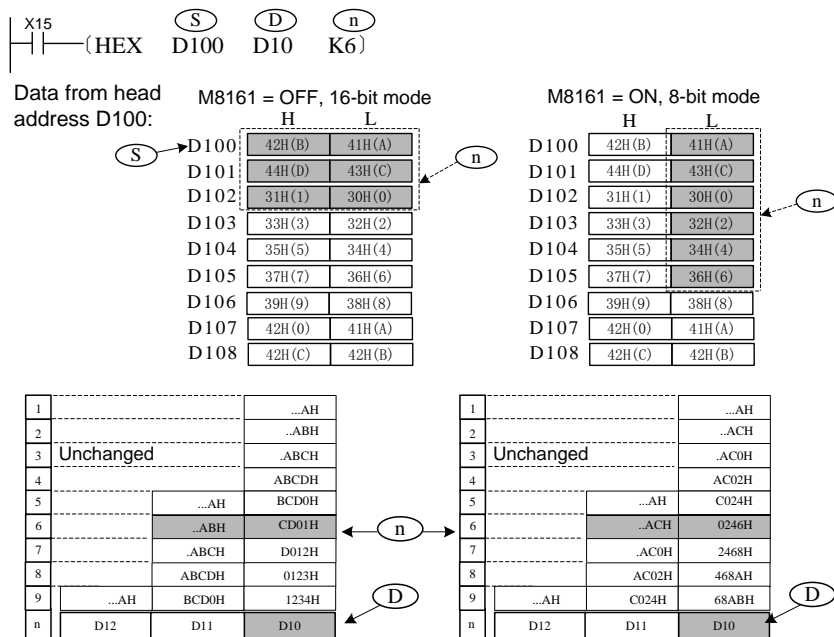 X15
S D n
HEX D100 D10 K6
Data from head address D100:
M8161 = OFF, 16-bit mode
H L
S D100 42H(B) 41H(A)
D101 44H(D) 43H(C) n
D102 31H(1) 30H(0)
D103 33H(3) 32H(2)
D104 35H(5) 34H(4)
D105 37H(7) 36H(6)
D106 39H(9) 38H(8)
D107 42H(0) 41H(A)
D108 42H(C) 42H(B)
M8161 = ON, 8-bit mode
H L
D100 42H(B) 41H(A)
D101 44H(D) 43H(C)
D102 31H(1) 30H(0) n
D103 33H(3) 32H(2)
D104 35H(5) 34H(4)
D105 37H(7) 36H(6)
D106 39H(9) 38H(8)
D107 42H(0) 41H(A)
D108 42H(C) 42H(B)
1 ...AH
2 ..ABH
3 Unchanged .ABCH
4 ABCDH
5 ...AH BCD0H
6 ..ABH CD01H n
7 .ABCH D012H
8 ABCDH 0123H
9 ...AH BCD0H 1234H D
n D12 D11 D10
1 ...AH
2 ..ACH
3 Unchanged .AC0H
4 AC02H
5 ...AH C024H
6 ..ACH 0246H
7 .AC0H 2468H
8 AC02H 468AH
9 ...AH C024H 68ABH D
n D12 D11 D10